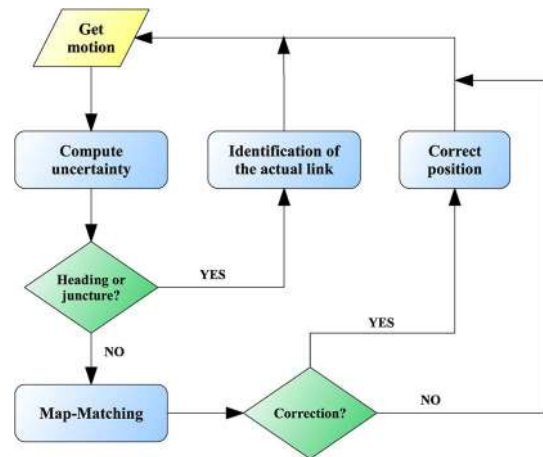 Get
motion
Compute
uncertainty
Identification of
the actual link
Correct
position
Heading or
juncture?
YES
YES
NO
Map-Matching
Correction?
NO